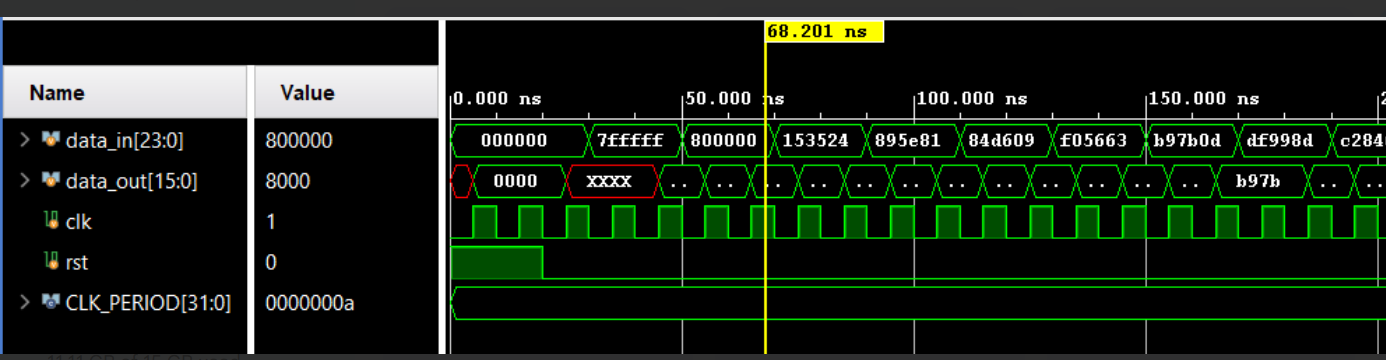 68.201 ns
Name Value
0.000 ns 50.000 ns 100.000 ns 150.000 ns
data_in[23:0] 800000 000000 7fffff 800000 153524 895e81 84d609 f05663 b97b0d df998d c284
data_out[15:0] 8000 0000 XXXX .. .. .. .. .. .. .. .. .. .. .. .. b97b .. ..
clk 1
rst 0
CLK_PERIOD[31:0] 0000000a